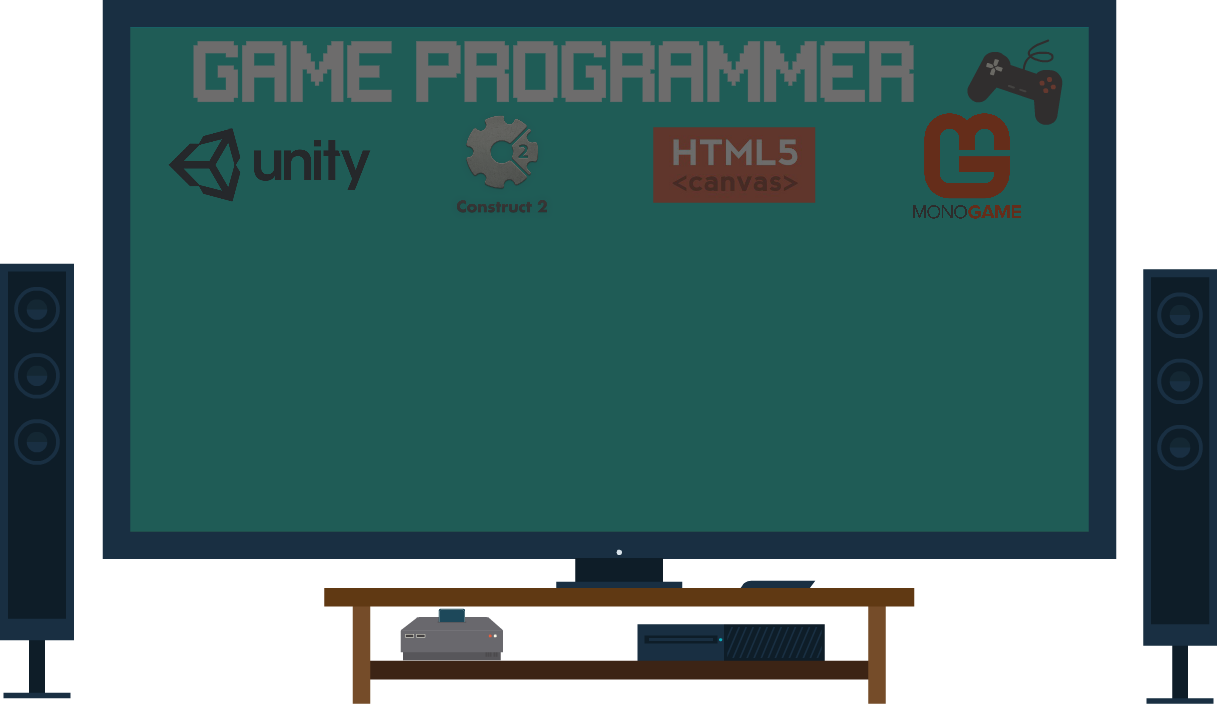 GAME PROGRAMMER
unity
2
Construct 2
HTML5
<canvas>
MONOGAME